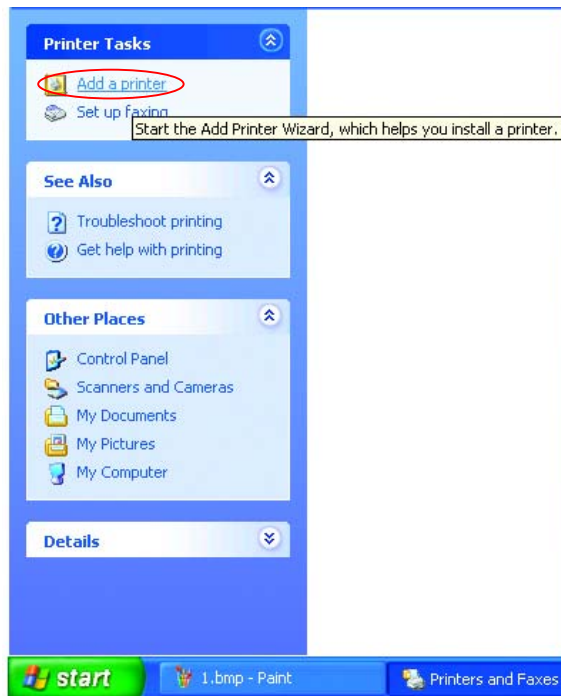 Printer Tasks
Add a printer
Set up faxing
Start the Add Printer Wizard, which helps you install a printer.
See Also
Troubleshoot printing
Get help with printing
Other Places
Control Panel
Scanners and Cameras
My Documents
My Pictures
My Computer
Details
start
1.bmp - Paint
Printers and Faxes